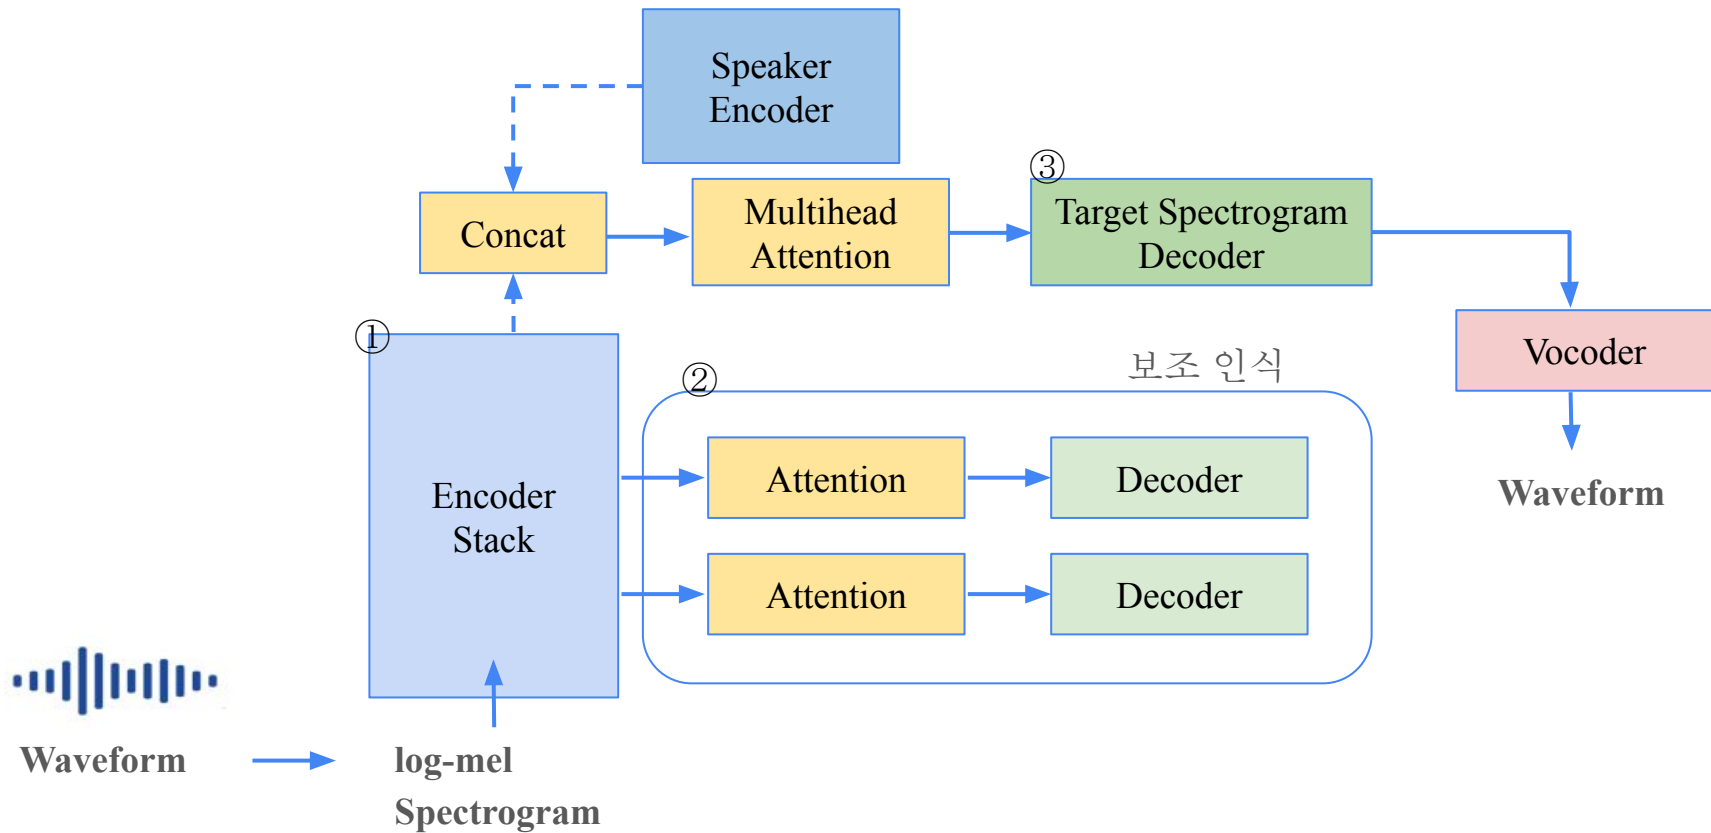 Speaker
Encoder
Concat
Multihead
Attention
③
Target Spectrogram
Decoder
①
Encoder
Stack
②
보조 인식
Attention
Decoder
Attention
Decoder
Vocoder
Waveform
Waveform
log-mel
Spectrogram